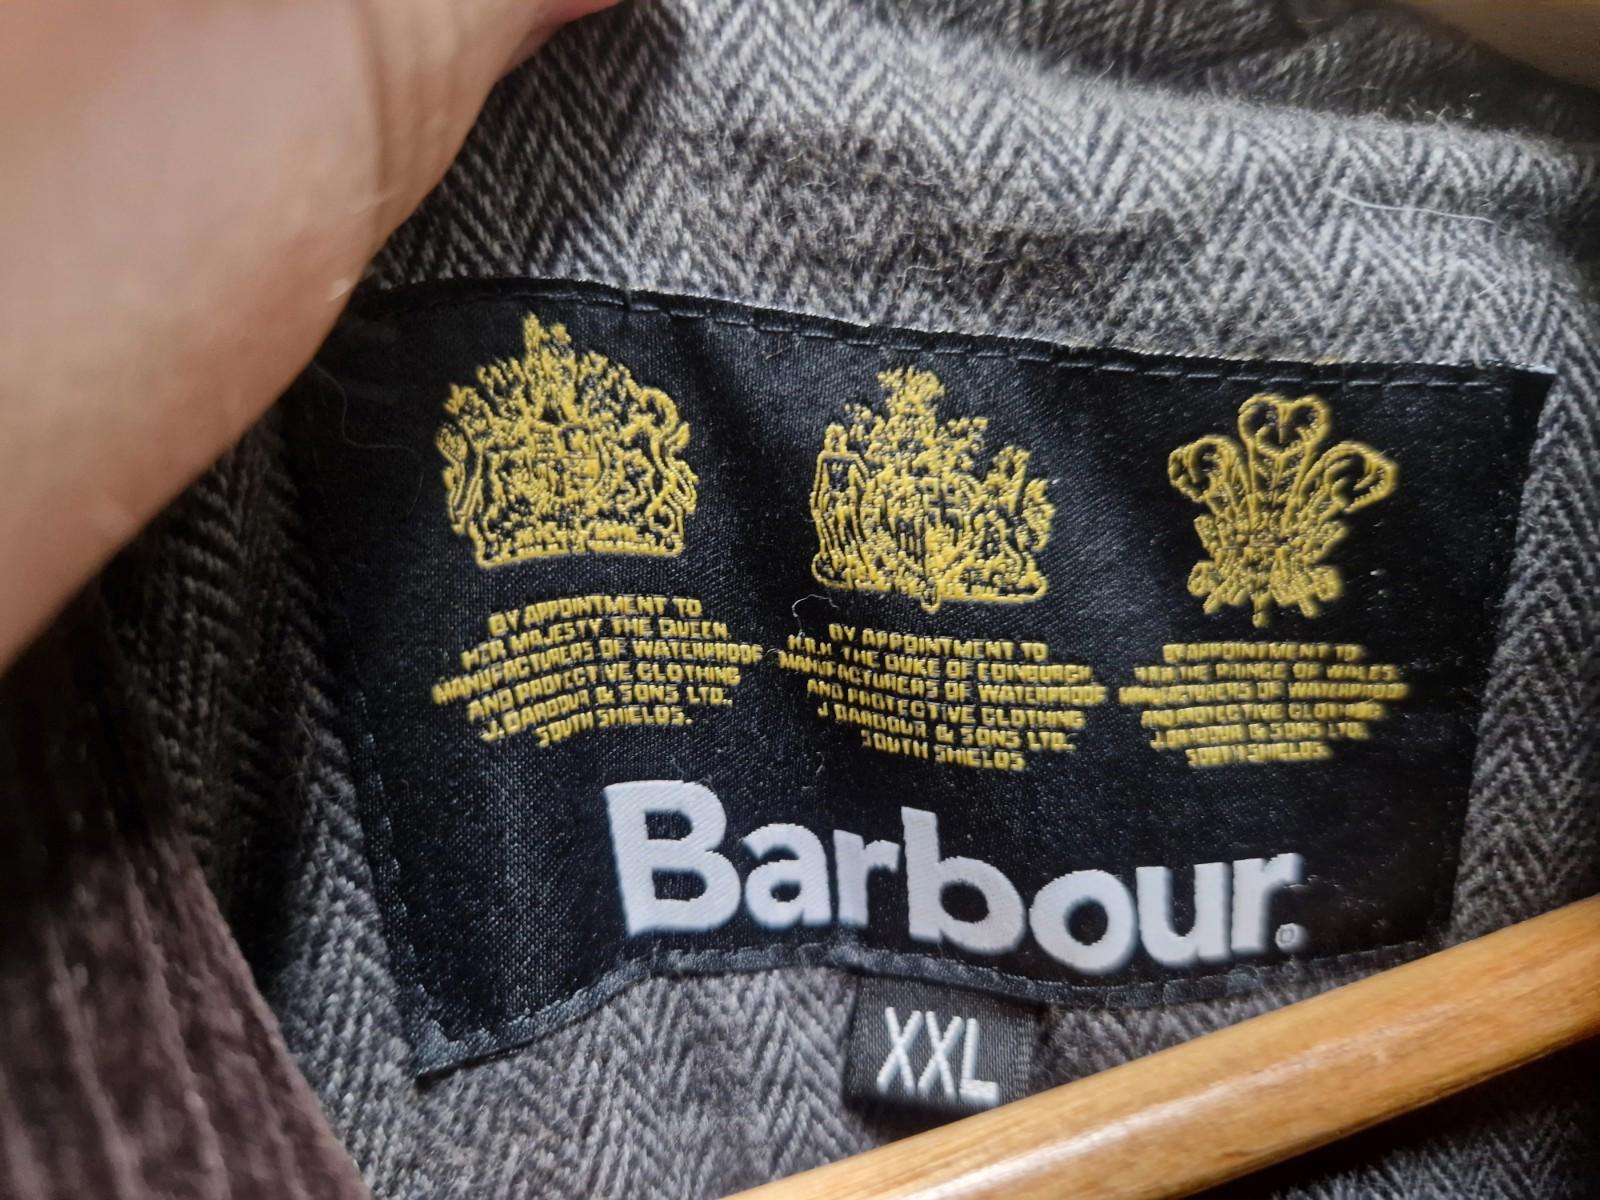 BY APPOINTMENT TO
HER MAJESTY THE QUEEN
MANUFACTURERS OF WATERPROOF
AND PROTECTIVE CLOTHING
J. BARBOUR & SONS LTD.
SOUTH SHIELDS.
BY APPOINTMENT TO
H.R.H THE DUKE OF EDINBURGH
MANUFACTURERS OF WATERPROOF
AND PROTECTIVE CLOTHING
J BARBOUR & SONS LTD.
SOUTH SHIELDS
BY APPOINTMENT TO
H.R.H THE PRINCE OF WALES
MANUFACTURERS OF WATERPROOF
AND PROTECTIVE CLOTHING
J.BARBOUR & SONS LTD.
SOUTH SHIELDS
Barbour®
XXL